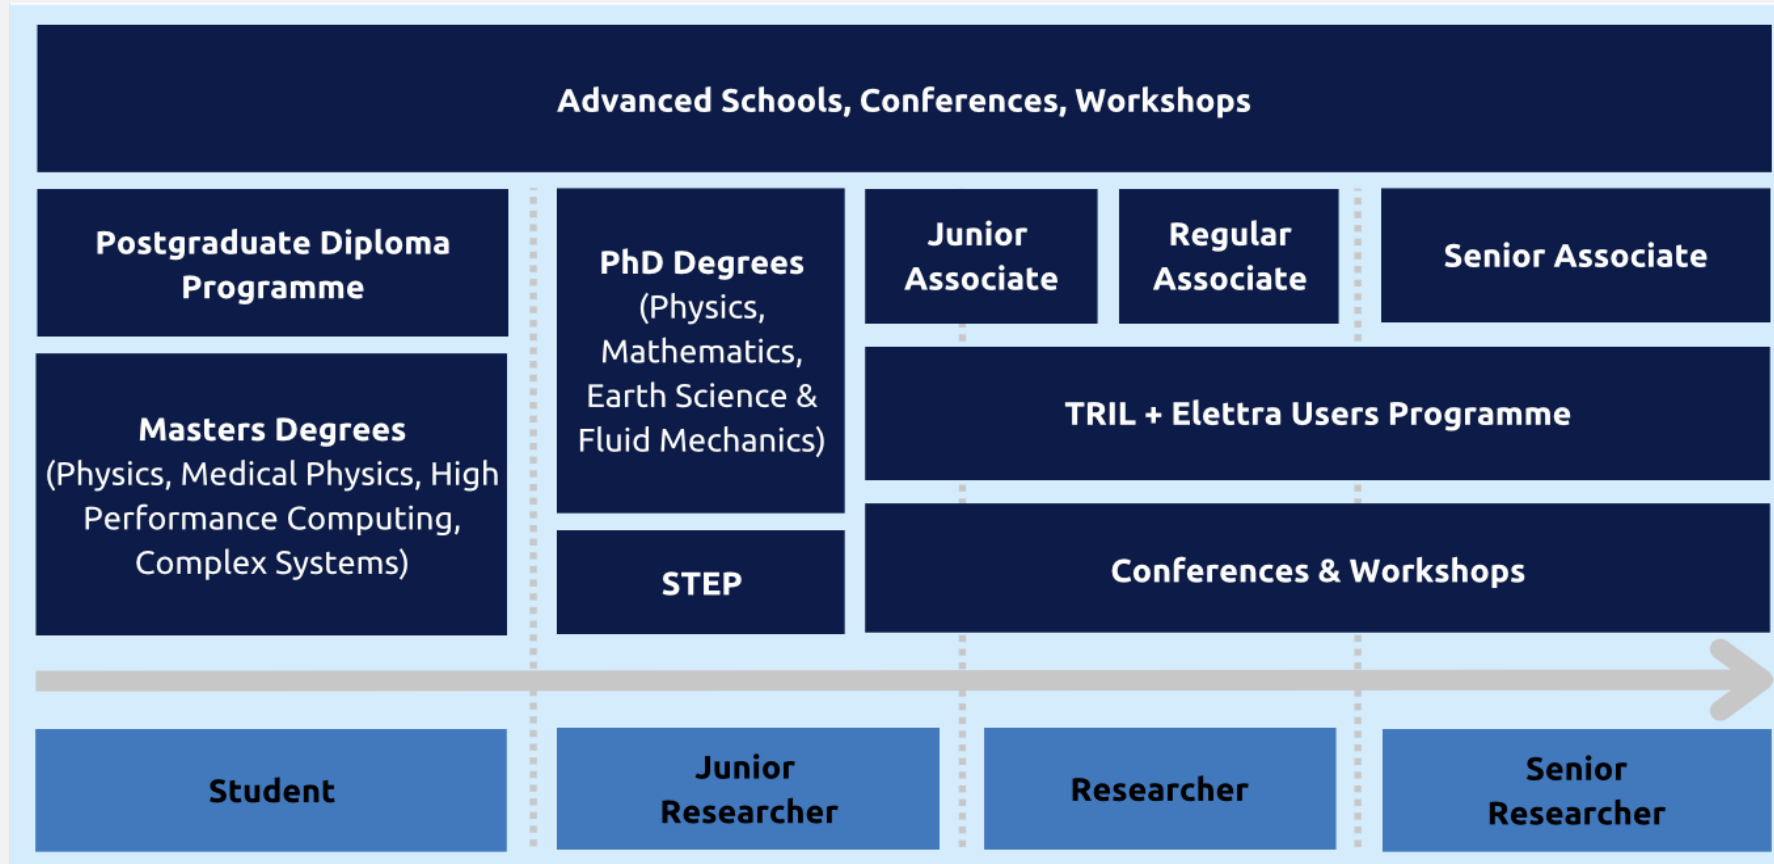 Advanced Schools, Conferences, Workshops
Postgraduate Diploma
Programme
Masters Degrees
(Physics, Medical Physics, High
Performance Computing,
Complex Systems)
PhD Degrees
(Physics,
Mathematics,
Earth Science &
Fluid Mechanics)
STEP
Junior
Associate
Regular
Associate
Senior Associate
TRIL + Elettra Users Programme
Conferences & Workshops
Student
Junior
Researcher
Researcher
Senior
Researcher